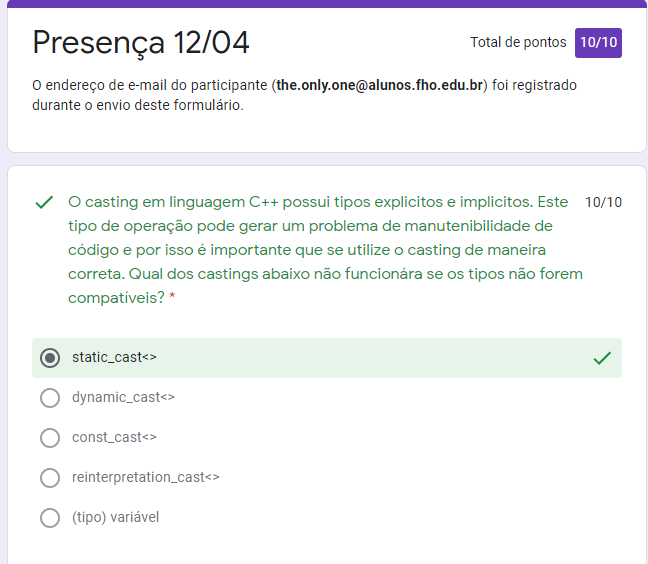 Presença 12/04
Total de pontos 10/10
O endereço de e-mail do participante (the.only.one@alunos.fho.edu.br) foi registrado
durante o envio deste formulário.
O casting em linguagem C++ possui tipos explicitos e implicitos. Este 10/10
tipo de operação pode gerar um problema de manutenibilidade de
código e por isso é importante que se utilize o casting de maneira
correta. Qual dos castings abaixo não funcionára se os tipos não forem
compatíveis? *
static_cast<>
dynamic_cast<>
const_cast<>
reinterpretation_cast<>
(tipo) variável